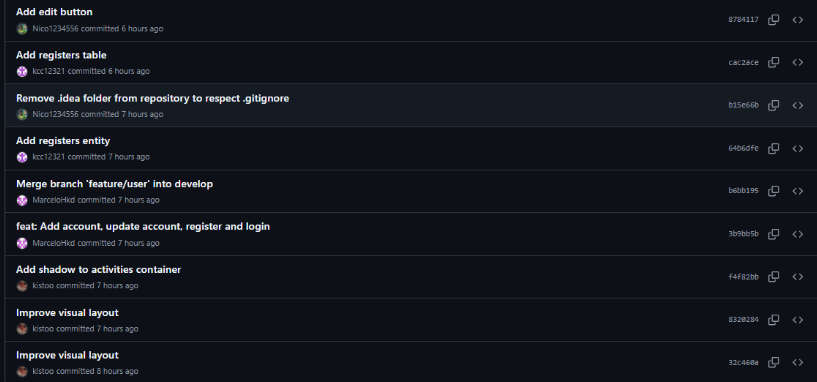 Add edit button
8784117
Nico1234556 committed 6 hours ago
Add registers table
cac2ace
kcc12321 committed 6 hours ago
Remove .idea folder from repository to respect .gitignore
b15e66b
Nico1234556 committed 7 hours ago
Add registers entity
64b6dfe
kcc12321 committed 7 hours ago
Merge branch 'feature/user' into develop
b6bb195
MarceloHkd committed 7 hours ago
feat: Add account, update account, register and login
3b9bb5b
MarceloHkd committed 7 hours ago
Add shadow to activities container
f4f82bb
kistoo committed 7 hours ago
Improve visual layout
8320284
kistoo committed 7 hours ago
Improve visual layout
32c460a
kistoo committed 8 hours ago